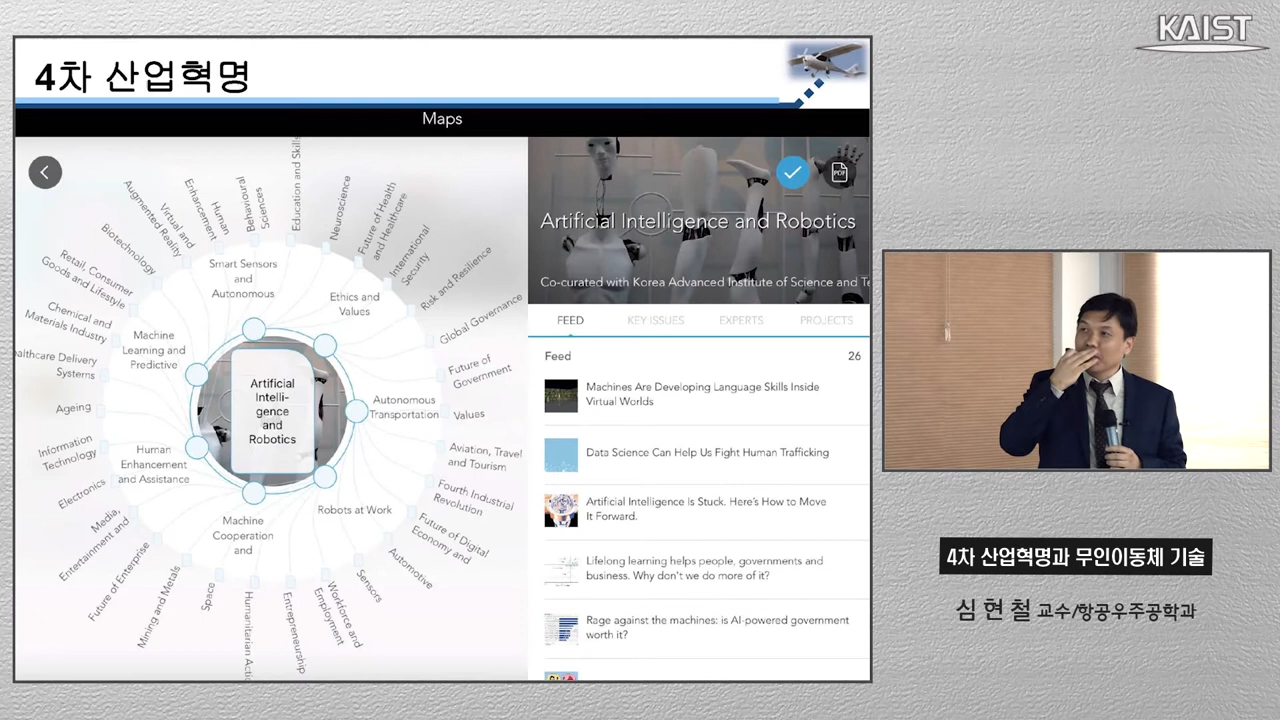 KAIST
4차 산업혁명
Maps
Education and Skills
Neuroscience
Future of Health
and Healthcare
International
Security
Risk and Resilience
Global Governance
Future of
Government
Values
Aviation, Travel
and Tourism
Fourth Industrial
Revolution
Future of Digital
Economy and
Automotive
Sensors
Workforce and
Employment
Entrepreneurship
Humanitarian Actio
Space
Mining and Metals
Future of Enterprise
Media,
Entertainment and
Electronics
Information
Technology
Ageing
althcare Delivery
Systems
Chemical and
Materials Industry
Retail, Consumer
Goods and Lifestyle
Biotechnology
Virtual and
Augmented Reality
Human
Enhancement
Behavioural
Sciences
Smart Sensors
and
Autonomous
Ethics and
Values
Autonomous
Transportation
Robots at Work
Machine
Cooperation
and
Human
Enhancement
and Assistance
Machine
Learning and
Predictive
Artificial
Intelli-
gence
and
Robotics
PDF
Artificial Intelligence and Robotics
Co-curated with Korea Advanced Institute of Science and Te
FEED KEY ISSUES EXPERTS PROJECTS
Feed 26
Machines Are Developing Language Skills Inside
Virtual Worlds
Data Science Can Help Us Fight Human Trafficking
Artificial Intelligence Is Stuck. Here's How to Move
It Forward.
Lifelong learning helps people, governments and
business. Why don't we do more of it?
Rage against the machines: is AI-powered government
worth it?
4차 산업혁명과 무인이동체 기술
심 현 철 교수/항공우주공학과